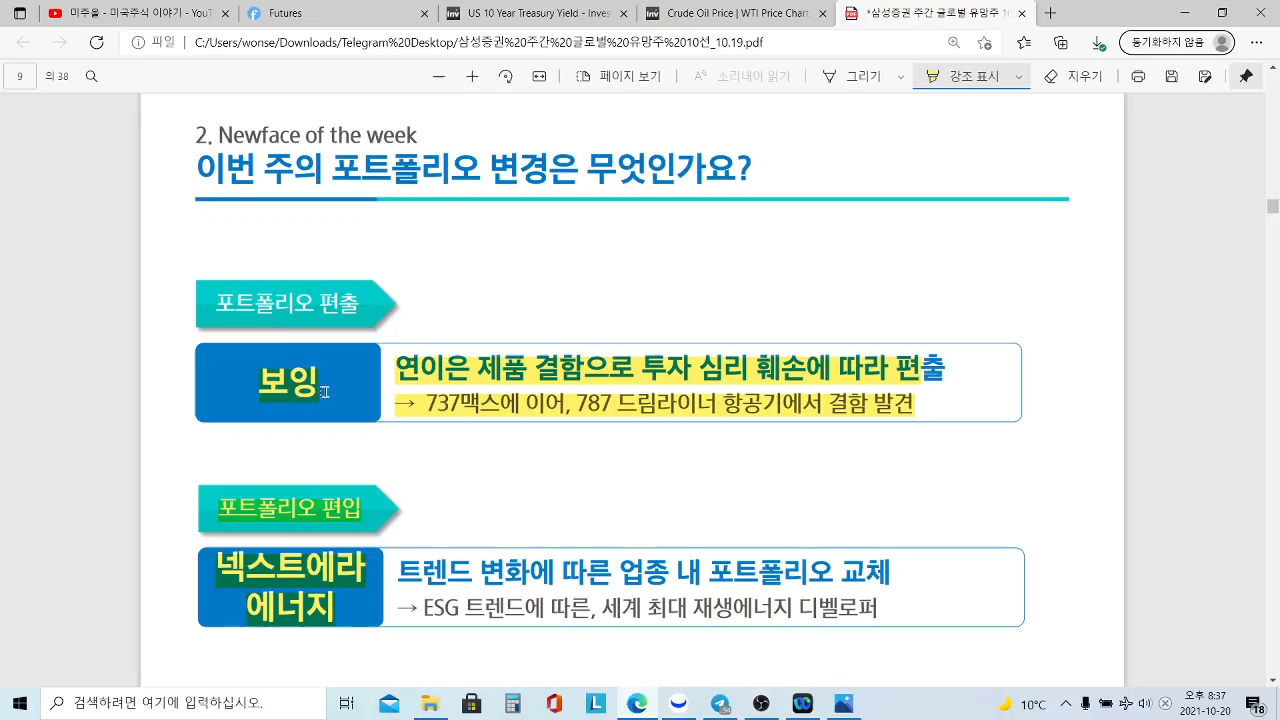 미주은 - 미국주식 이야기 - YouT
10 Year Treasury Yield - Inves
Crude Oil Price | Oil Price Chart
*삼성증권 주간 글로벌 유망주 10
파일
C:/Users/wonse/Downloads/Telegram%20Desktop/삼성증권%20주간%20글로벌%20유망주%2010선_10.19.pdf
동기화하지 않음
9 의 38
페이지 보기
소리내어 읽기
그리기
강조 표시
지우기
2. Newface of the week
이번 주의 포트폴리오 변경은 무엇인가요?
포트폴리오 편출
보잉
연이은 제품 결함으로 투자 심리 훼손에 따라 편출
→ 737맥스에 이어, 787 드림라이너 항공기에서 결함 발견
포트폴리오 편입
넥스트에라
에너지
트렌드 변화에 따른 업종 내 포트폴리오 교체
→ ESG 트렌드에 따른, 세계 최대 재생에너지 디벨로퍼
검색하려면 여기에 입력하십시오.
10℃
오후 8:37
2021-10-20